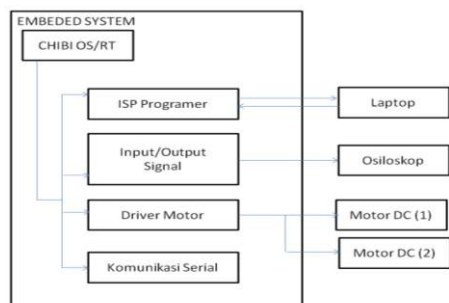 EMBEDED SYSTEM
CHIBI OS/RT
ISP Programer
Laptop
Input/Output
Signal
Osiloskop
Driver Motor
Motor DC (1)
Motor DC (2)
Komunikasi Serial